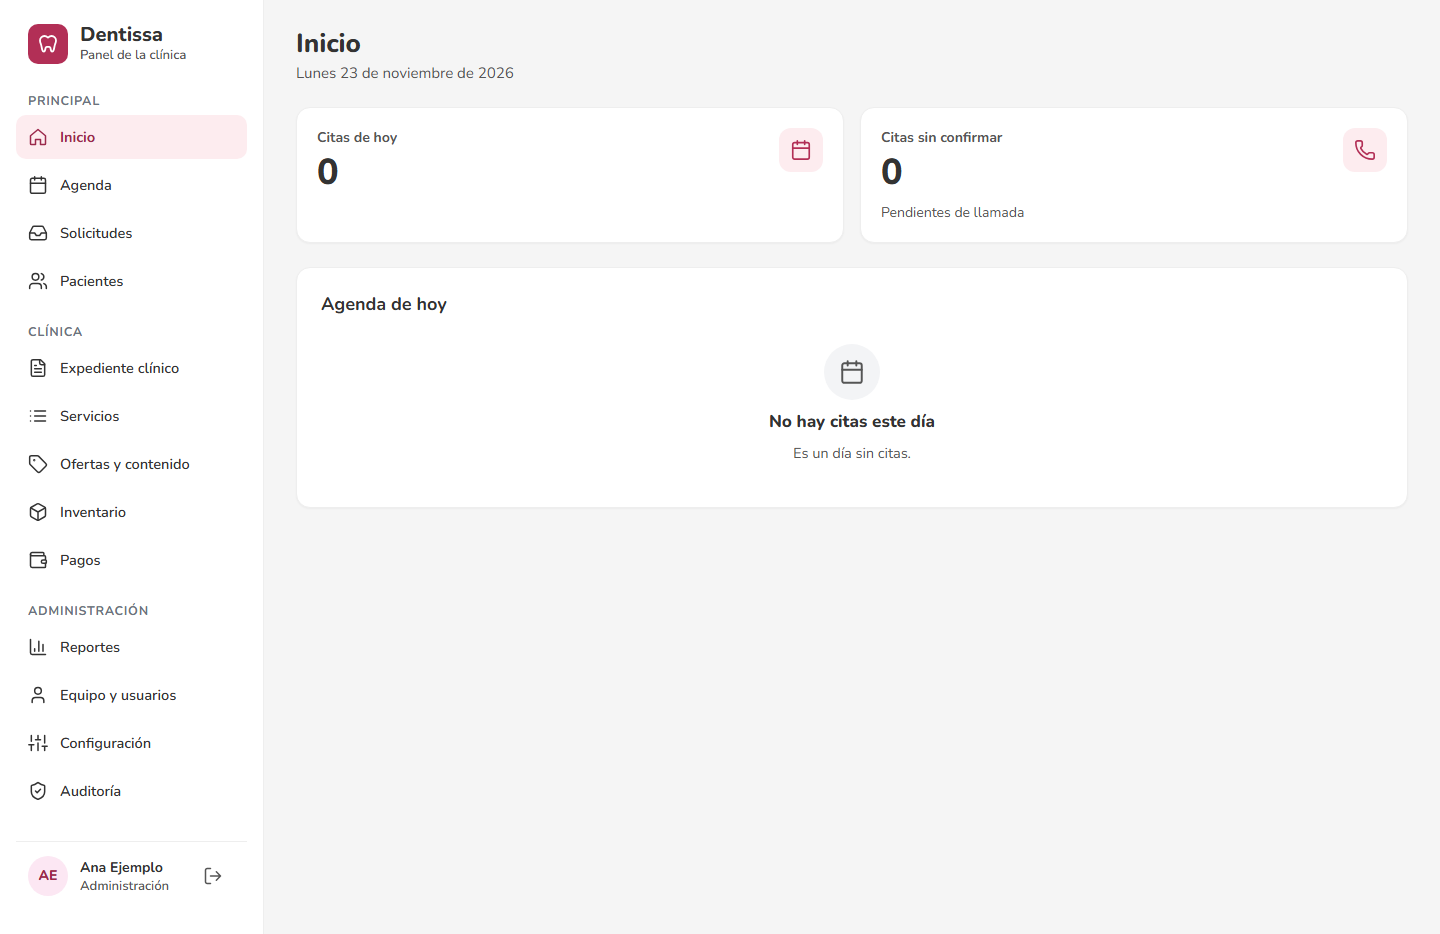 Dentissa
Panel de la clínica
PRINCIPAL
Inicio
Agenda
Solicitudes
Pacientes
CLÍNICA
Expediente clínico
Servicios
Ofertas y contenido
Inventario
Pagos
ADMINISTRACIÓN
Reportes
Equipo y usuarios
Configuración
Auditoría
AE
Ana Ejemplo
Administración
Inicio
Lunes 23 de noviembre de 2026
Citas de hoy
0
Citas sin confirmar
0
Pendientes de llamada
Agenda de hoy
No hay citas este día
Es un día sin citas.